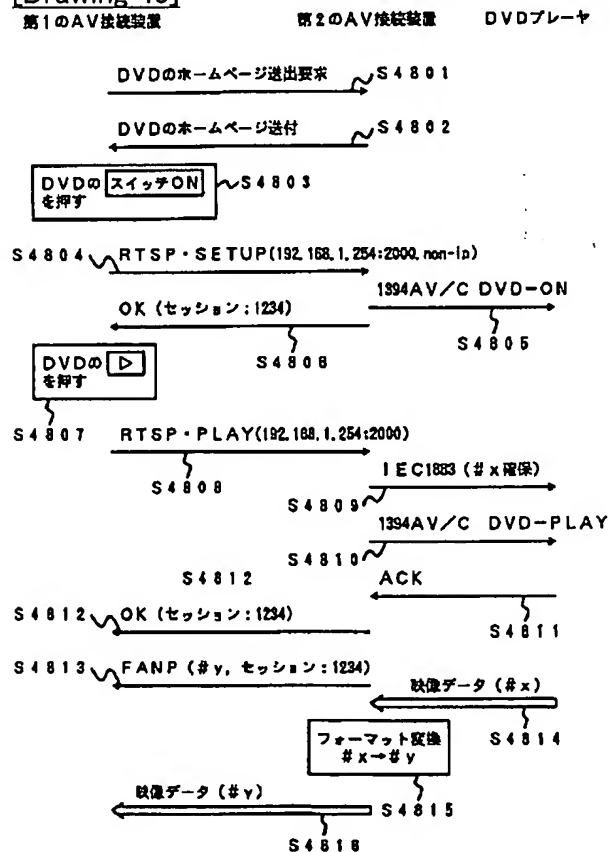 [Drawing 48]
第1のAV接続装置 第2のAV接続装置 DVDプレーヤ
DVDのホームページ送出要求 S4801
DVDのホームページ送付 S4802
DVDの スイッチON S4803
を押す
S4804 RTSP・SETUP(192.168.1.254:2000,non-ip)
1394AV/C DVD-ON
OK (セッション:1234)
S4805
S4806
DVDの ▷
を押す
S4807 RTSP・PLAY(192.168.1.254:2000)
S4808 IEC1883 (#x確保)
S4809
1394AV/C DVD-PLAY
S4810
S4812 ACK
S4812 OK (セッション:1234)
S4811
S4813 FANP (#y, セッション:1234)
映像データ (#x)
フォーマット変換 S4814
#x→#y
映像データ (#y) S4815
S4816